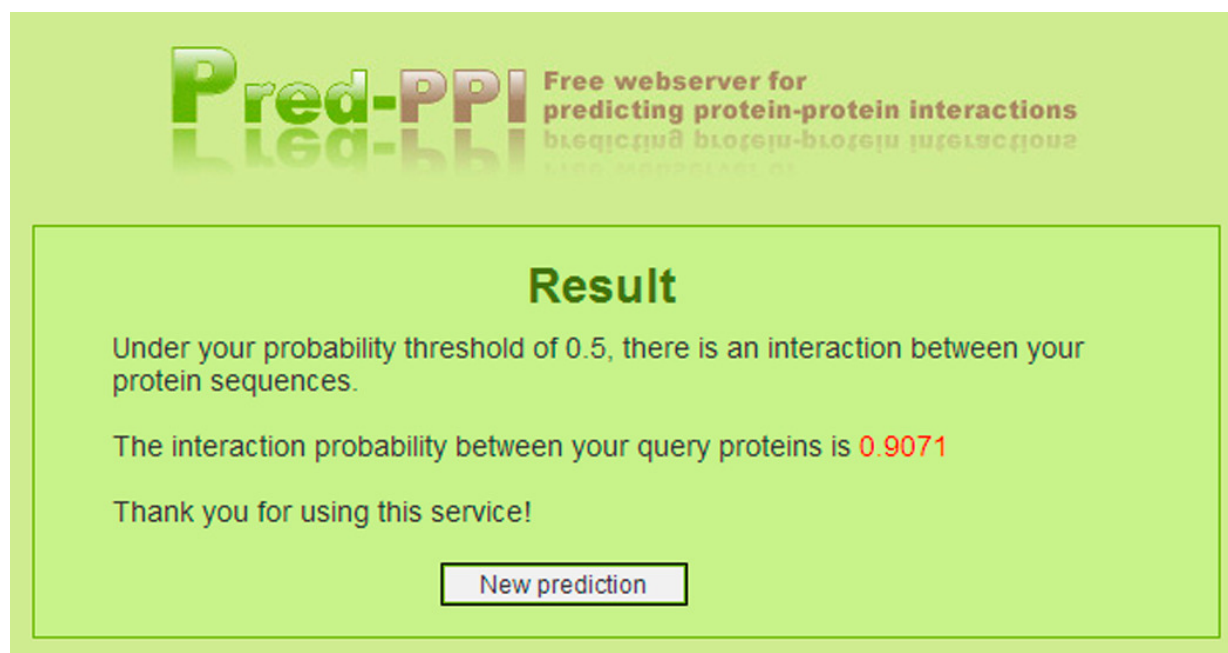 Pred-PPI
Free webserver for
predicting protein-protein interactions
Result
Under your probability threshold of 0.5, there is an interaction between your
protein sequences.
The interaction probability between your query proteins is 0.9071
Thank you for using this service!
New prediction